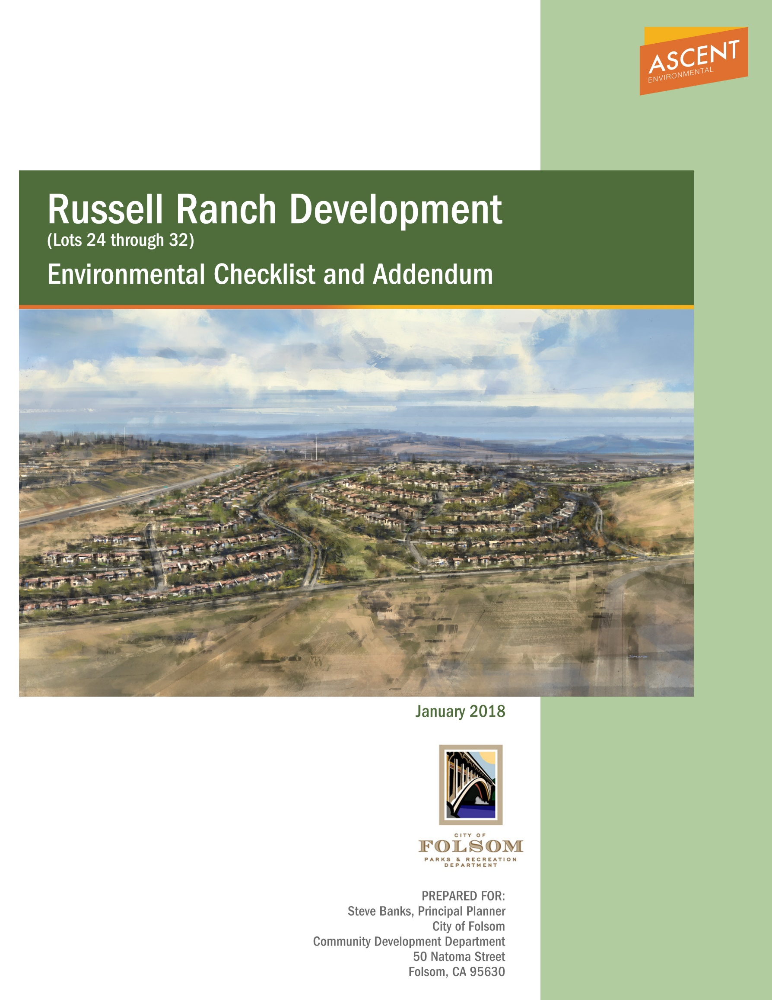 ASCENT
ENVIRONMENTAL
Russell Ranch Development
(Lots 24 through 32)
Environmental Checklist and Addendum
January 2018
CITY OF
FOLSOM
PARKS & RECREATION
DEPARTMENT
PREPARED FOR:
Steve Banks, Principal Planner
City of Folsom
Community Development Department
50 Natoma Street
Folsom, CA 95630